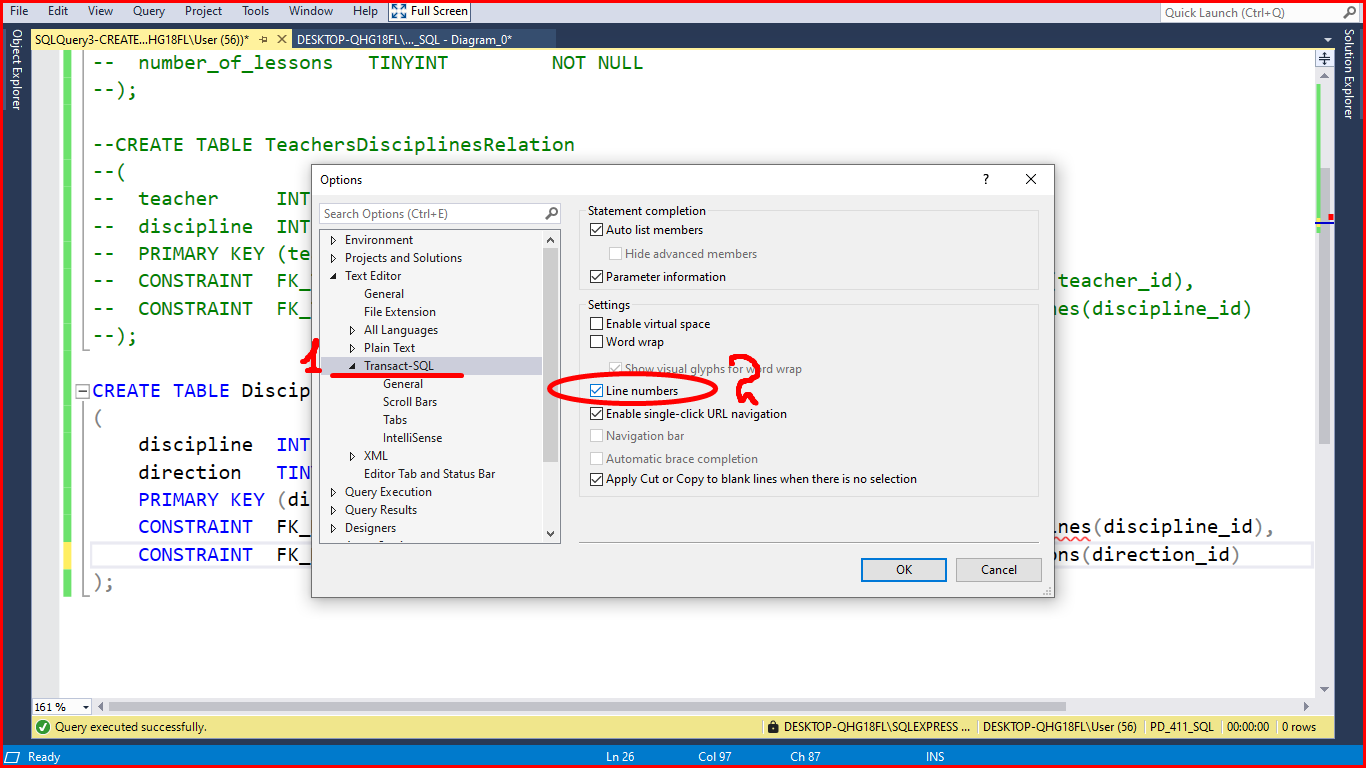 File Edit View Query Project Tools Window Help Full Screen Quick Launch (Ctrl+Q)
SQLQuery3-CREATE...HG18FL\User (56))* DESKTOP-QHG18FL\..._SQL - Diagram_0*
Object Explorer
Solution Explorer
-- number_of_lessons TINYINT NOT NULL
--);
--CREATE TABLE TeachersDisciplinesRelation
--(
-- teacher INT
-- discipline INT
-- PRIMARY KEY (te
-- CONSTRAINT FK_ (teacher_id),
-- CONSTRAINT FK_ nes(discipline_id)
--);
CREATE TABLE Discip
(
discipline INT
direction TIN
PRIMARY KEY (di
CONSTRAINT FK_ ines(discipline_id),
CONSTRAINT FK_ ons(direction_id)
);
Options ?
Search Options (Ctrl+E)
Environment
Projects and Solutions
Text Editor
General
File Extension
All Languages
Plain Text
1 Transact-SQL
General
Scroll Bars
Tabs
IntelliSense
XML
Editor Tab and Status Bar
Query Execution
Query Results
Designers
Statement completion
Auto list members
Hide advanced members
Parameter information
Settings
Enable virtual space
Word wrap
Show visual glyphs for word wrap
Line numbers 2
Enable single-click URL navigation
Navigation bar
Automatic brace completion
Apply Cut or Copy to blank lines when there is no selection
OK Cancel
161 %
Query executed successfully. DESKTOP-QHG18FL\SQLEXPRESS ... DESKTOP-QHG18FL\User (56) PD_411_SQL 00:00:00 0 rows
Ready Ln 26 Col 97 Ch 87 INS